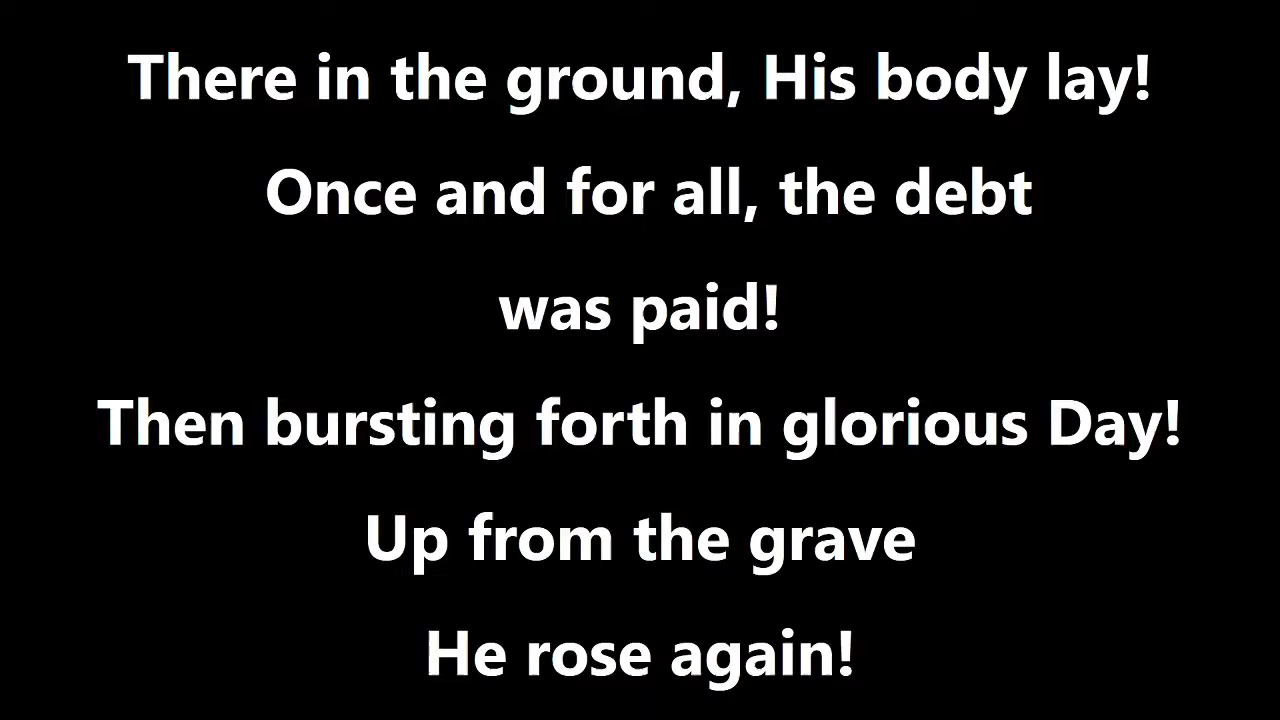 There in the ground, His body lay!
Once and for all, the debt
was paid!
Then bursting forth in glorious Day!
Up from the grave
He rose again!